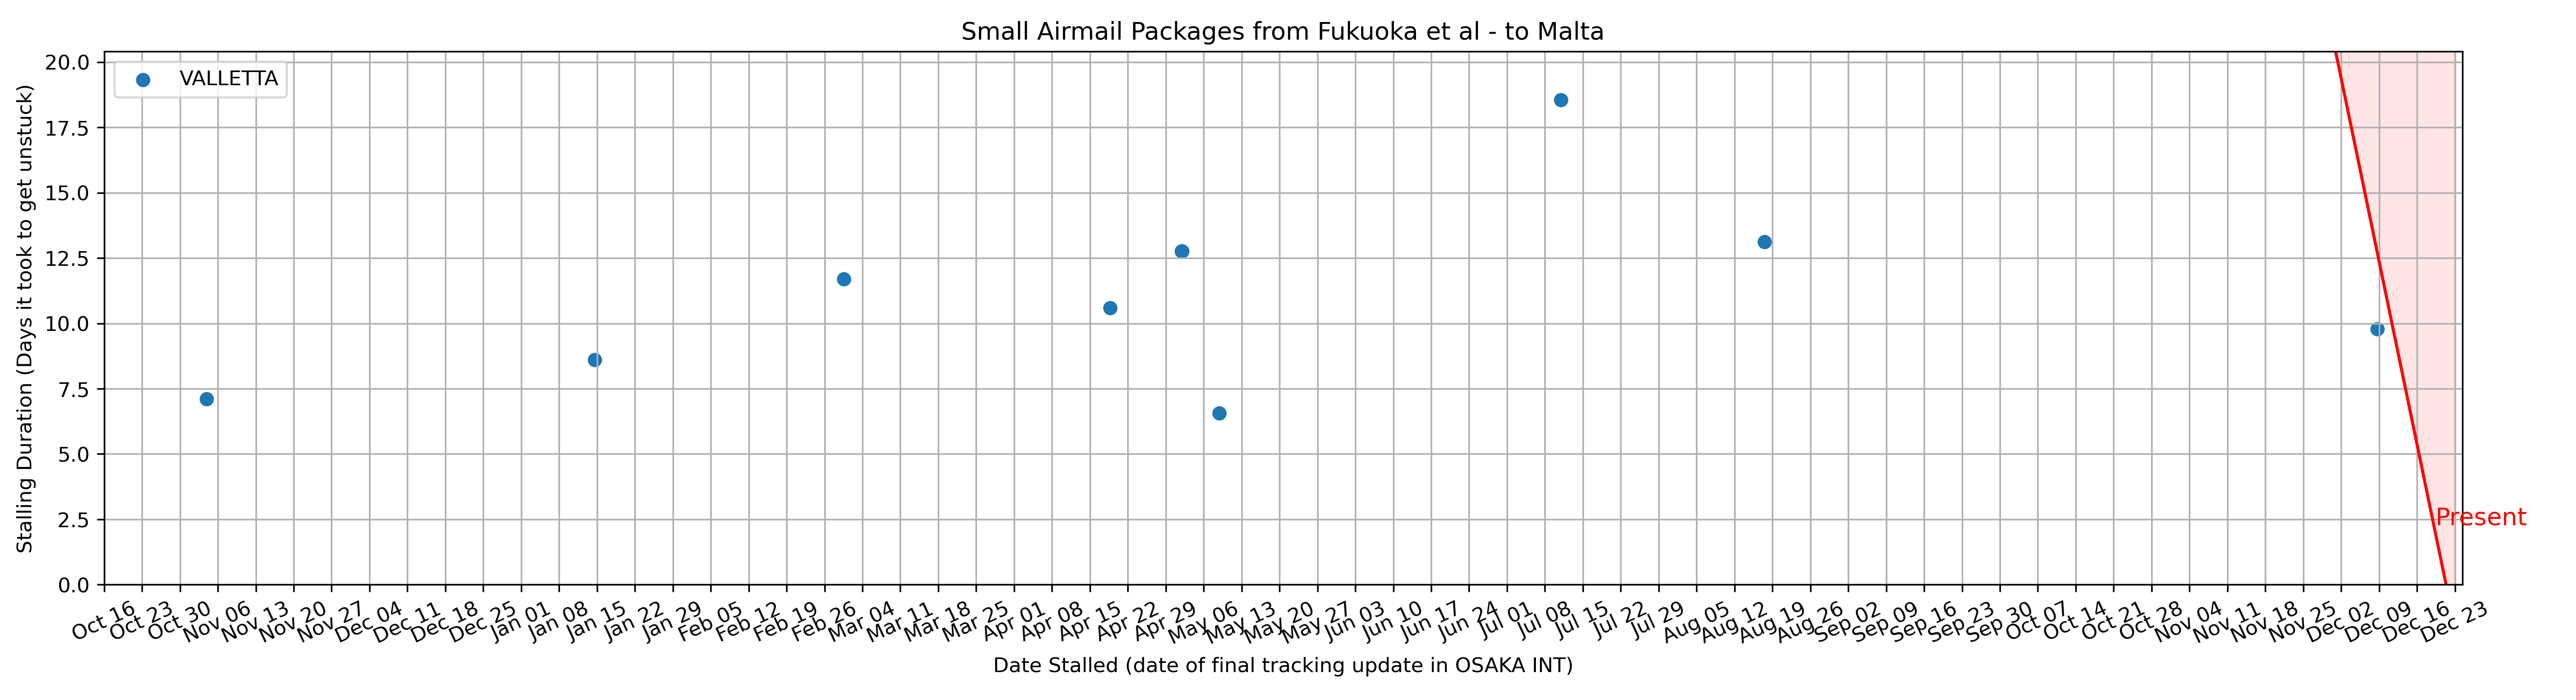 Small Airmail Packages from Fukuoka et al - to Malta
VALLETTA
Stalling Duration (Days it took to get unstuck)
20.0
17.5
15.0
12.5
10.0
7.5
5.0
2.5
0.0
Present
Oct 16
Oct 23
Oct 30
Nov 06
Nov 13
Nov 20
Nov 27
Dec 04
Dec 11
Dec 18
Dec 25
Jan 01
Jan 08
Jan 15
Jan 22
Jan 29
Feb 05
Feb 12
Feb 19
Feb 26
Mar 04
Mar 11
Mar 18
Mar 25
Apr 01
Apr 08
Apr 15
Apr 22
Apr 29
May 06
May 13
May 20
May 27
Jun 03
Jun 10
Jun 17
Jun 24
Jul 01
Jul 08
Jul 15
Jul 22
Jul 29
Aug 05
Aug 12
Aug 19
Aug 26
Sep 02
Sep 09
Sep 16
Sep 23
Sep 30
Oct 07
Oct 14
Oct 21
Oct 28
Nov 04
Nov 11
Nov 18
Nov 25
Dec 02
Dec 09
Dec 16
Dec 23
Date Stalled (date of final tracking update in OSAKA INT)